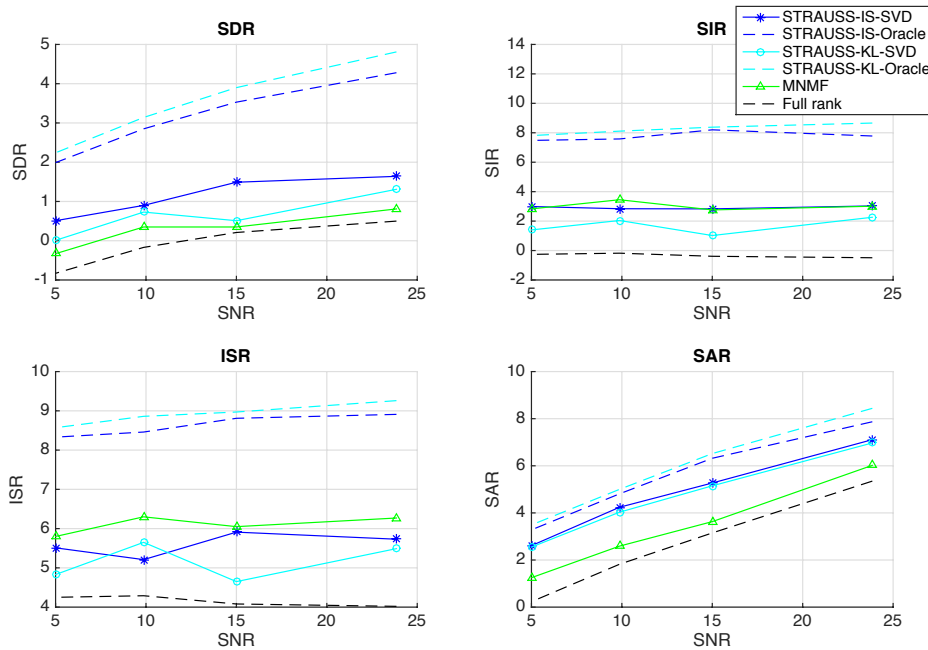 SDR
5
4
3
2
1
0
-1
SDR
5
10
15
20
25
SNR
SIR
14
12
10
8
6
4
2
0
-2
SIR
5
10
15
20
25
SNR
STRAUSS-IS-SVD
STRAUSS-IS-Oracle
STRAUSS-KL-SVD
STRAUSS-KL-Oracle
MNMF
Full rank
ISR
10
9
8
7
6
5
4
ISR
5
10
15
20
25
SNR
SAR
10
8
6
4
2
0
SAR
5
10
15
20
25
SNR